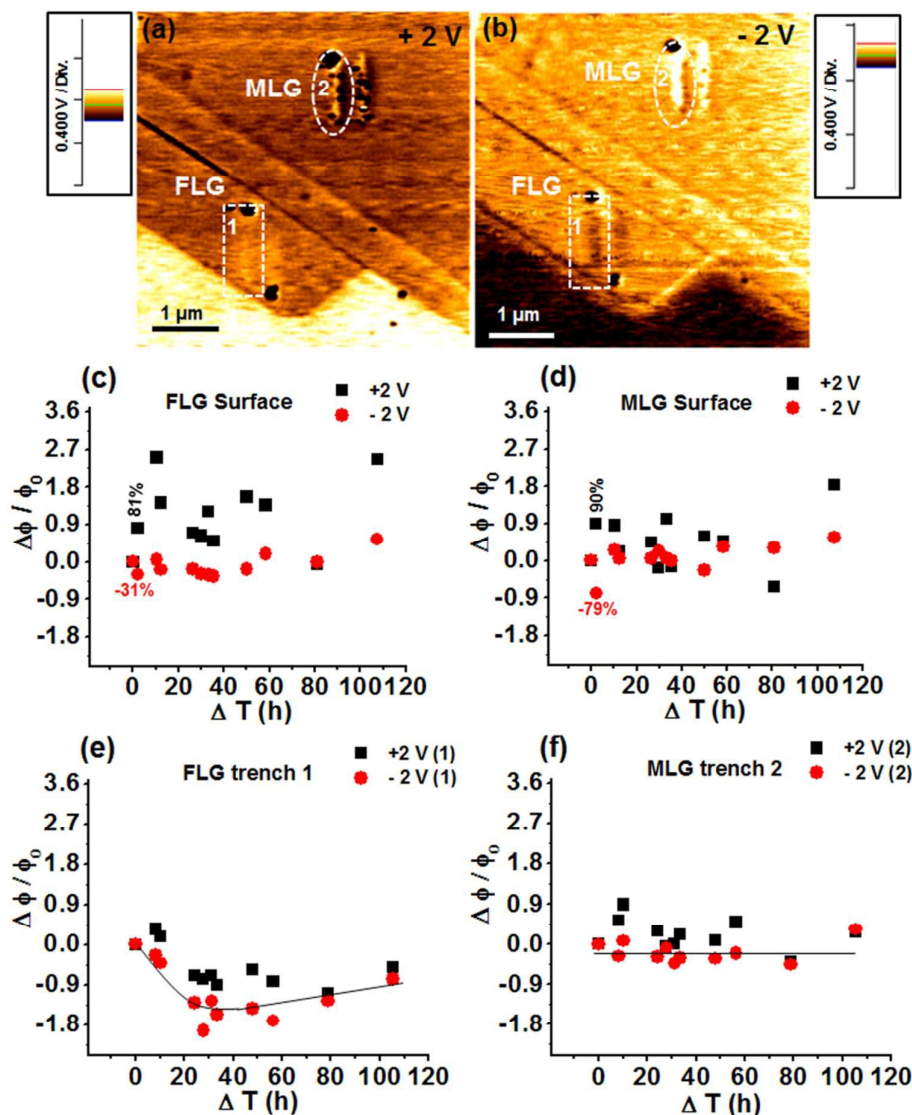 (a)
+ 2 V
(b)
- 2 V
0.400 V / Div.
MLG
2
FLG
1
1 µm
MLG
2
FLG
1
1 µm
0.400 V / Div.
(c)
FLG Surface
+2 V
- 2 V
3.6
2.7
1.8
0.9
0.0
-0.9
-1.8
Δϕ / ϕ₀
81%
-31%
0 20 40 60 80 100 120
Δ T (h)
(d)
MLG Surface
+2 V
- 2 V
3.6
2.7
1.8
0.9
0.0
-0.9
-1.8
Δϕ / ϕ₀
90%
-79%
0 20 40 60 80 100 120
Δ T (h)
(e)
FLG trench 1
+2 V (1)
- 2 V (1)
3.6
2.7
1.8
0.9
0.0
-0.9
-1.8
Δ ϕ / ϕ₀
0 20 40 60 80 100 120
Δ T (h)
(f)
MLG trench 2
+2 V (2)
- 2 V (2)
3.6
2.7
1.8
0.9
0.0
-0.9
-1.8
Δ ϕ / ϕ₀
0 20 40 60 80 100 120
Δ T (h)